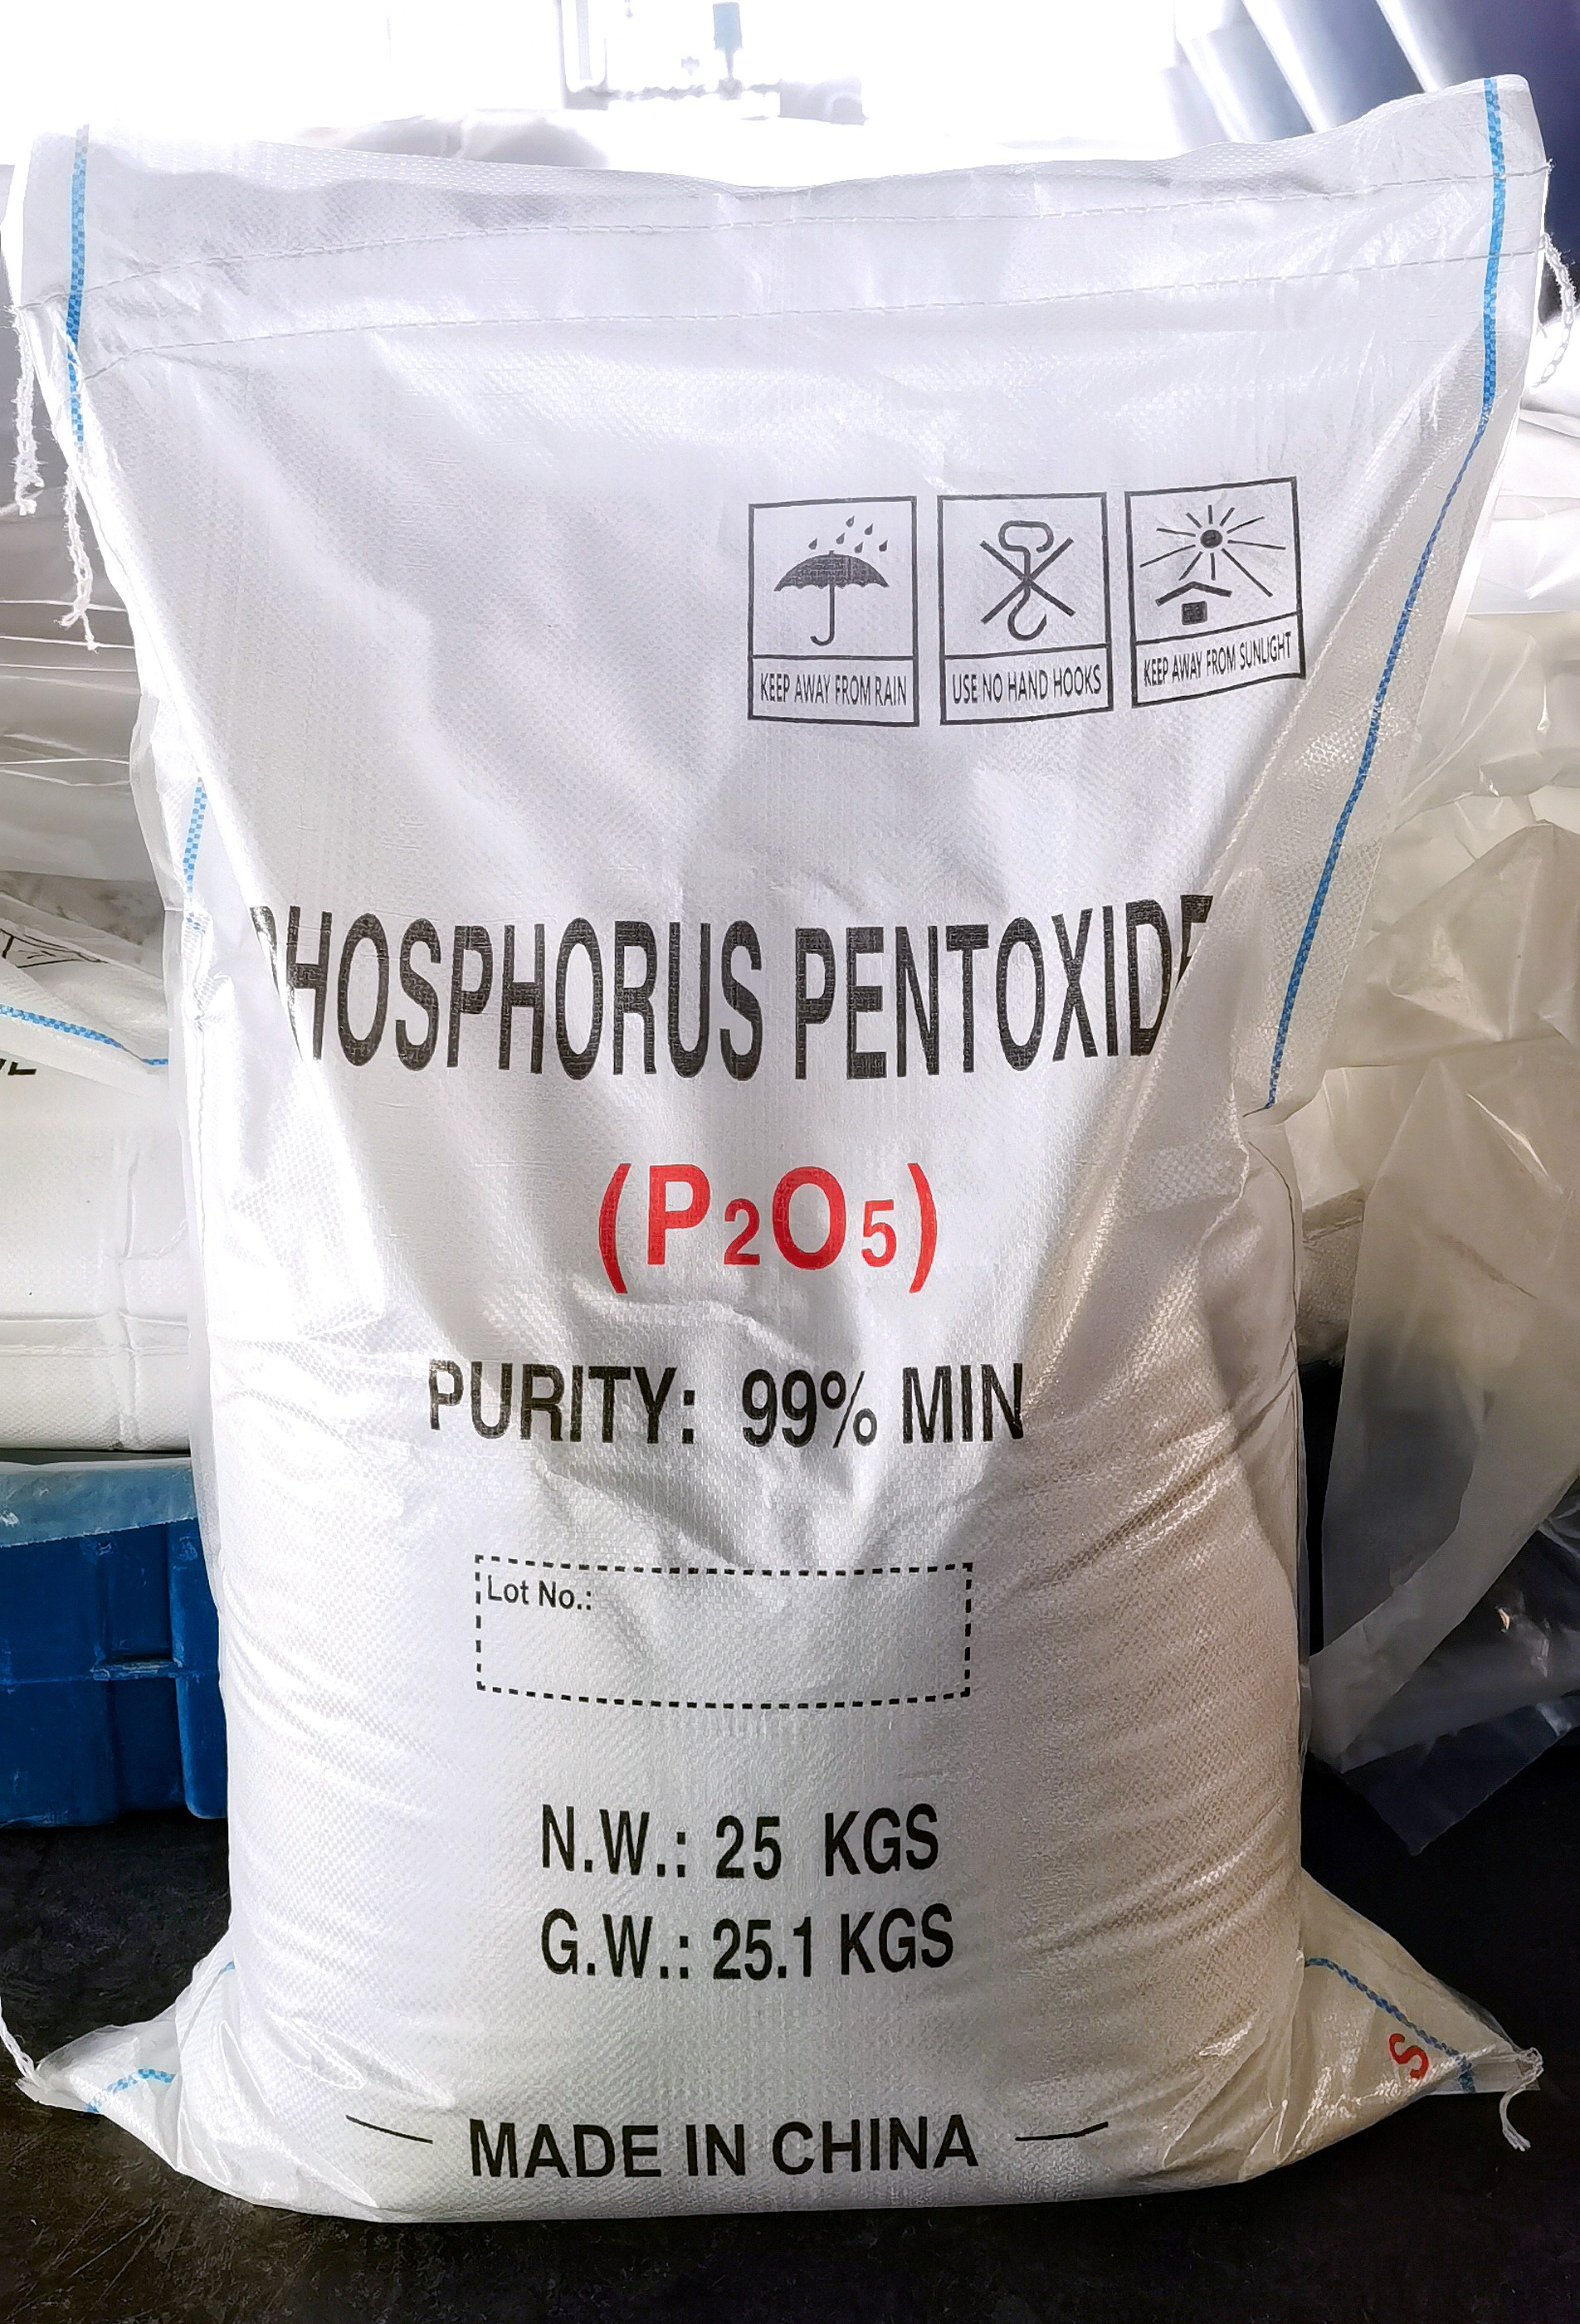 KEEP AWAY FROM RAIN
USE NO HAND HOOKS
KEEP AWAY FROM SUNLIGHT
PHOSPHORUS PENTOXIDE
(P2O5)
PURITY: 99% MIN
Lot No.:
N.W.: 25 KGS
G.W.: 25.1 KGS
MADE IN CHINA
S